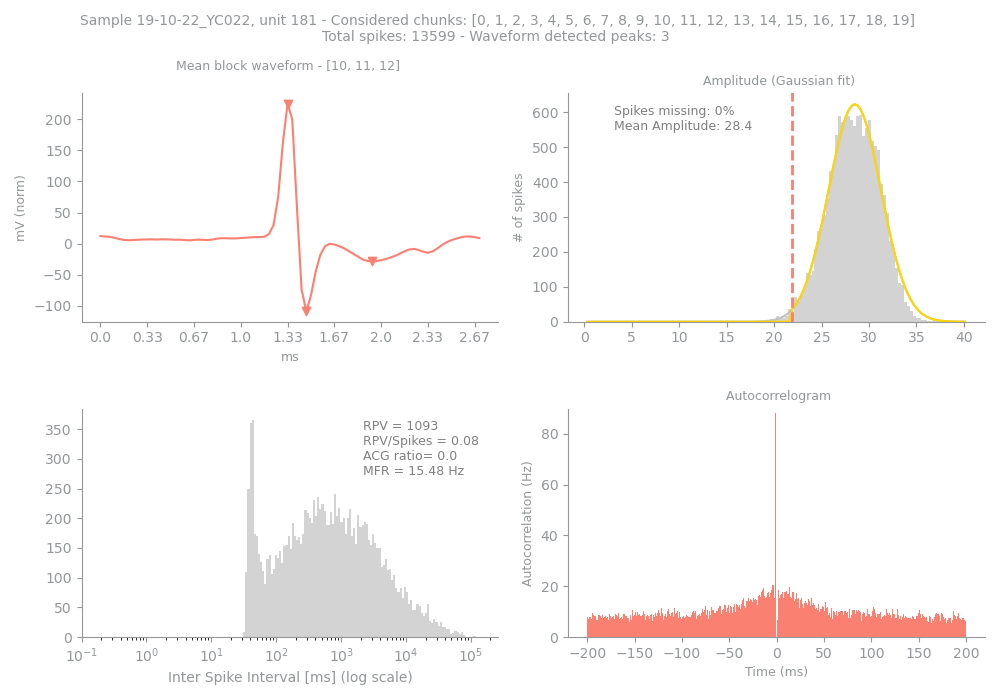 Sample 19-10-22_YC022, unit 181 - Considered chunks: [0, 1, 2, 3, 4, 5, 6, 7, 8, 9, 10, 11, 12, 13, 14, 15, 16, 17, 18, 19]
Total spikes: 13599 - Waveform detected peaks: 3
Mean block waveform - [10, 11, 12]
mV (norm)
200
150
100
50
0
−50
−100
0.0 0.33 0.67 1.0 1.33 1.67 2.0 2.33 2.67
ms
Amplitude (Gaussian fit)
Spikes missing: 0%
Mean Amplitude: 28.4
# of spikes
600
500
400
300
200
100
0
0 5 10 15 20 25 30 35 40
RPV = 1093
RPV/Spikes = 0.08
ACG ratio= 0.0
MFR = 15.48 Hz
350
300
250
200
150
100
50
0
10⁻¹ 10⁰ 10¹ 10² 10³ 10⁴ 10⁵
Inter Spike Interval [ms] (log scale)
Autocorrelogram
Autocorrelation (Hz)
80
60
40
20
0
−200 −150 −100 −50 0 50 100 150 200
Time (ms)